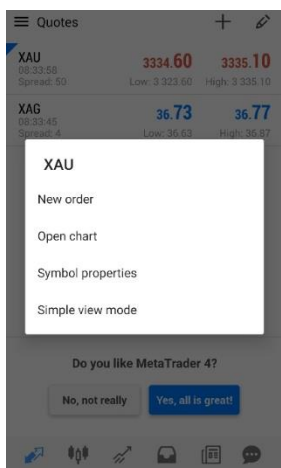 Quotes
XAU
08:33:58
Spread: 50
3334.60
3335.10
Low: 3 323.60
High: 3 335.10
XAG
08:33:45
Spread: 4
36.73
36.77
Low: 36.63
High: 36.87
XAU
New order
Open chart
Symbol properties
Simple view mode
Do you like MetaTrader 4?
No, not really
Yes, all is great!